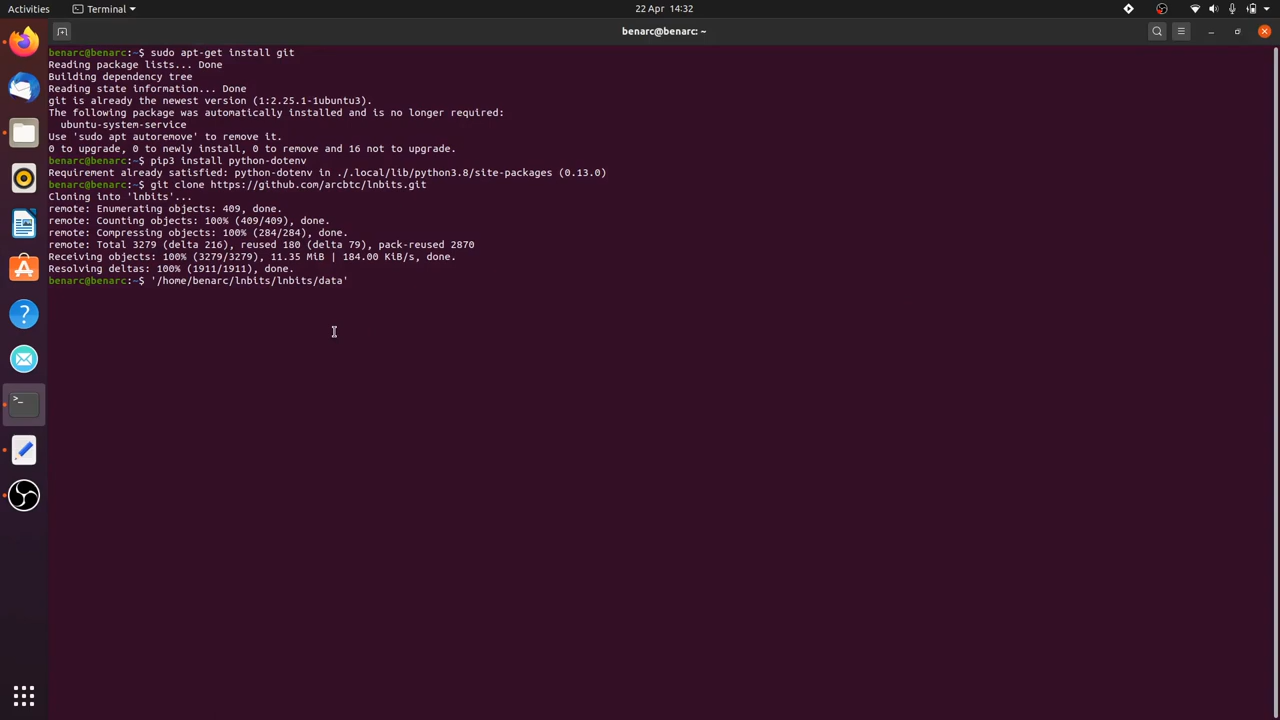 Activities
Terminal
22 Apr 14:32
benarc@benarc: ~
benarc@benarc:~$ sudo apt-get install git
Reading package lists... Done
Building dependency tree
Reading state information... Done
git is already the newest version (1:2.25.1-1ubuntu3).
The following package was automatically installed and is no longer required:
  ubuntu-system-service
Use 'sudo apt autoremove' to remove it.
0 to upgrade, 0 to newly install, 0 to remove and 16 not to upgrade.
benarc@benarc:~$ pip3 install python-dotenv
Requirement already satisfied: python-dotenv in ./.local/lib/python3.8/site-packages (0.13.0)
benarc@benarc:~$ git clone https://github.com/arcbtc/lnbits.git
Cloning into 'lnbits'...
remote: Enumerating objects: 409, done.
remote: Counting objects: 100% (409/409), done.
remote: Compressing objects: 100% (284/284), done.
remote: Total 3279 (delta 216), reused 180 (delta 79), pack-reused 2870
Receiving objects: 100% (3279/3279), 11.35 MiB | 184.00 KiB/s, done.
Resolving deltas: 100% (1911/1911), done.
benarc@benarc:~$ '/home/benarc/lnbits/lnbits/data'